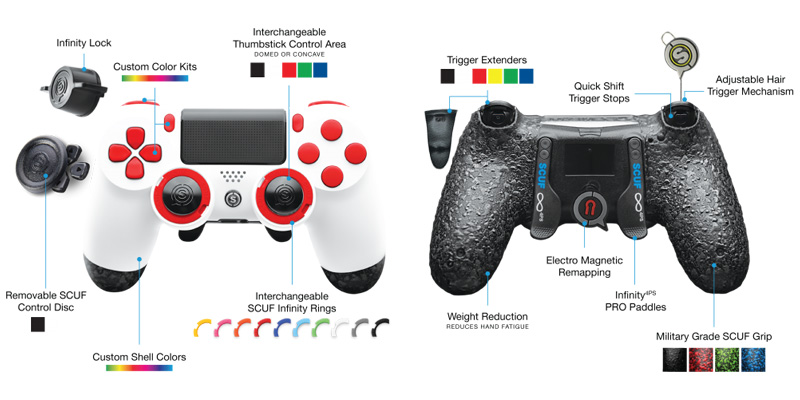 Infinity Lock
Custom Color Kits
Interchangeable
Thumbstick Control Area
DOMED OR CONCAVE
Removable SCUF
Control Disc
Custom Shell Colors
Interchangeable
SCUF Infinity Rings
Trigger Extenders
Quick Shift
Trigger Stops
Adjustable Hair
Trigger Mechanism
SCUF
SCUF
4PS
4PS
Electro Magnetic
Remapping
Infinity4PS
PRO Paddles
Weight Reduction
REDUCES HAND FATIGUE
Military Grade SCUF Grip